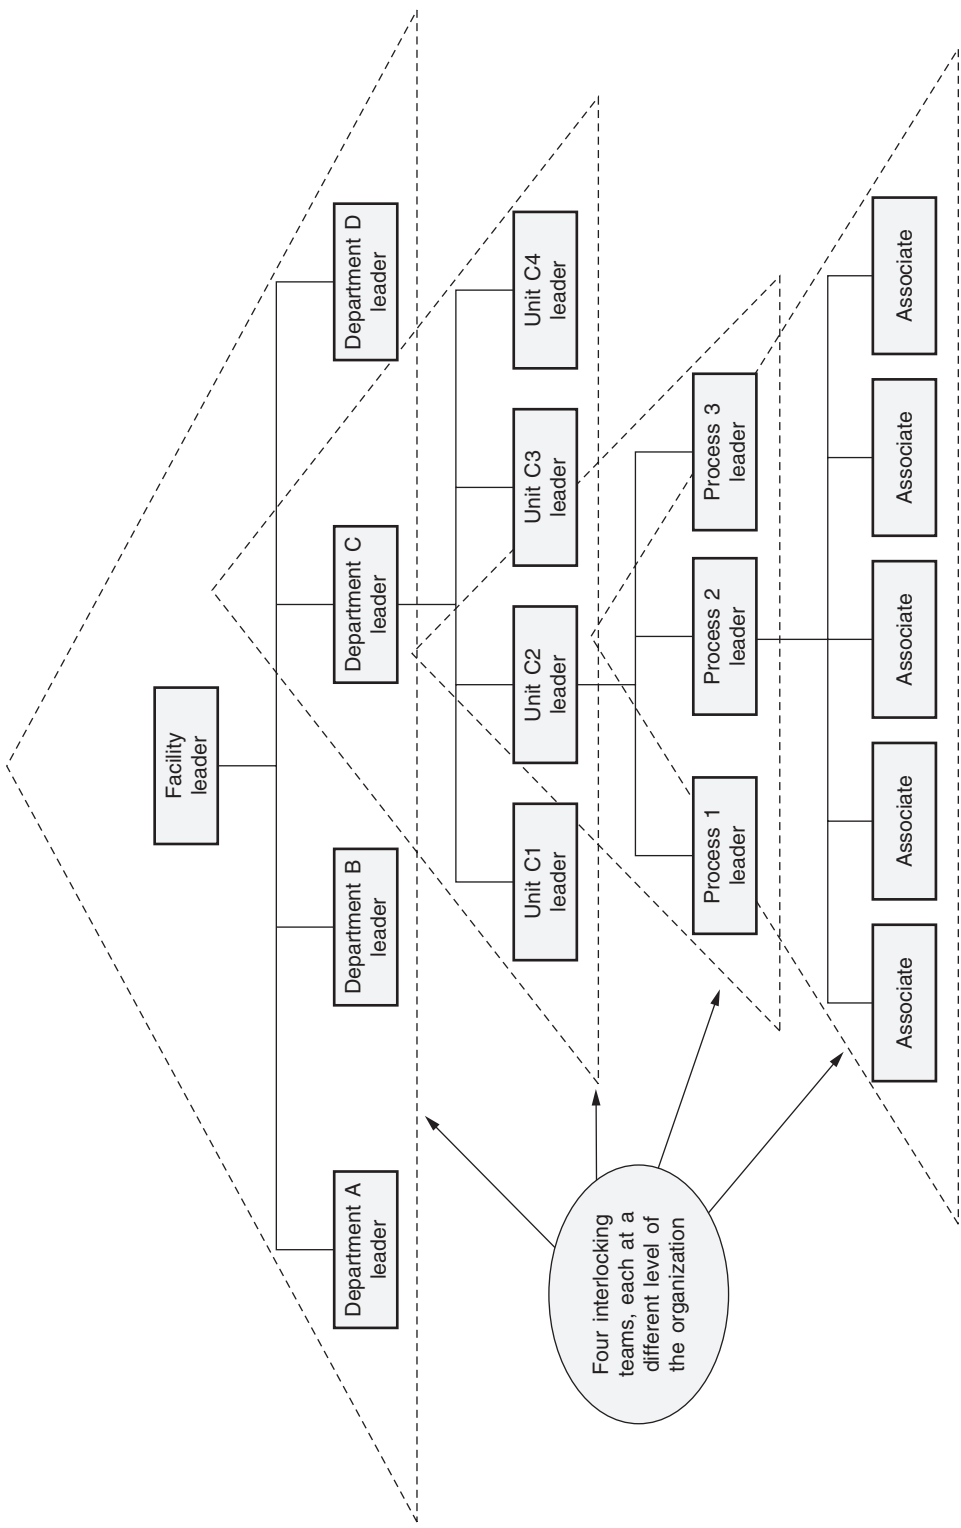 Facility
leader
Department A
leader
Department B
leader
Department C
leader
Department D
leader
Unit C1
leader
Unit C2
leader
Unit C3
leader
Unit C4
leader
Process 1
leader
Process 2
leader
Process 3
leader
Associate
Associate
Associate
Associate
Associate
Four interlocking
teams, each at a
different level of
the organization